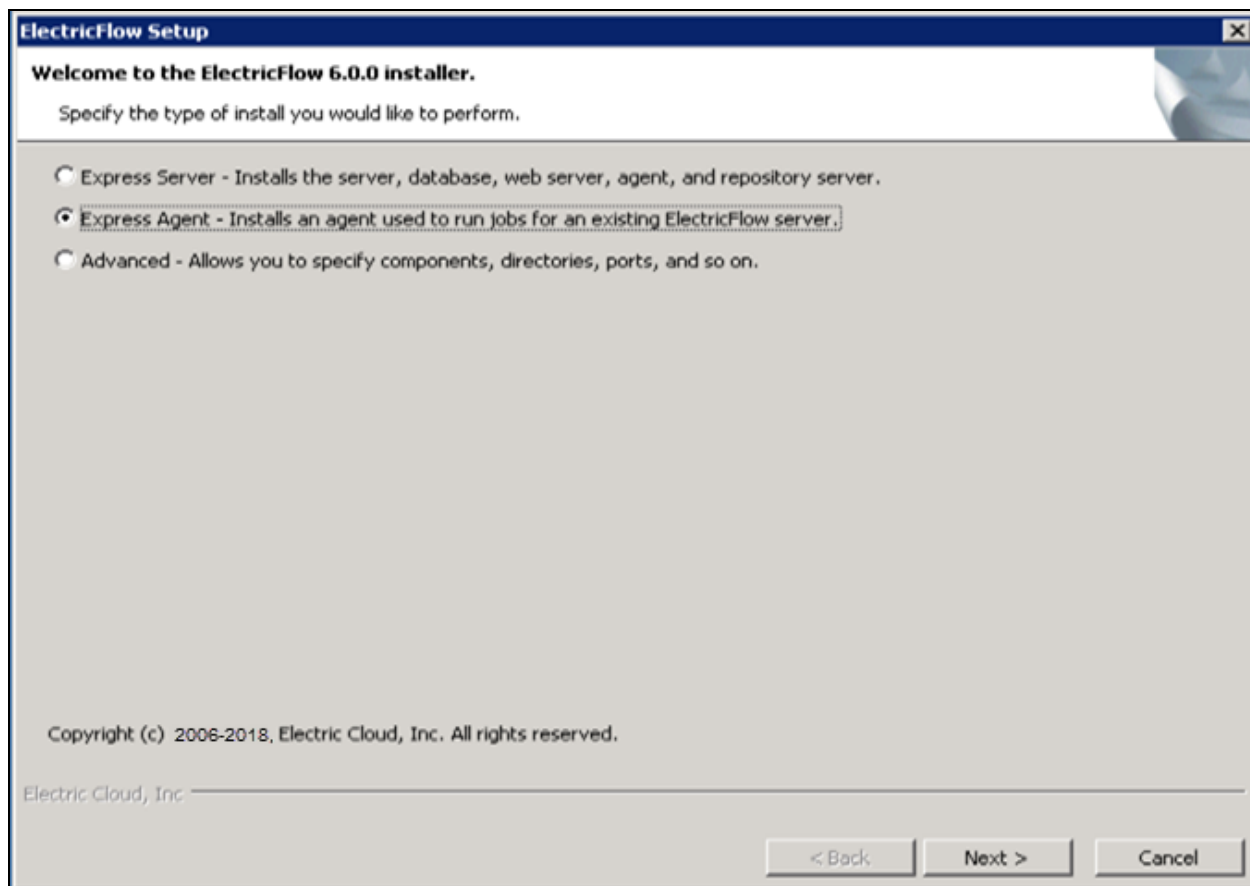 ElectricFlow Setup
Welcome to the ElectricFlow 6.0.0 installer.
Specify the type of install you would like to perform.
Express Server - Installs the server, database, web server, agent, and repository server.
Express Agent - Installs an agent used to run jobs for an existing ElectricFlow server.
Advanced - Allows you to specify components, directories, ports, and so on.
Copyright (c) 2006-2018, Electric Cloud, Inc. All rights reserved.
Electric Cloud, Inc
< Back Next > Cancel